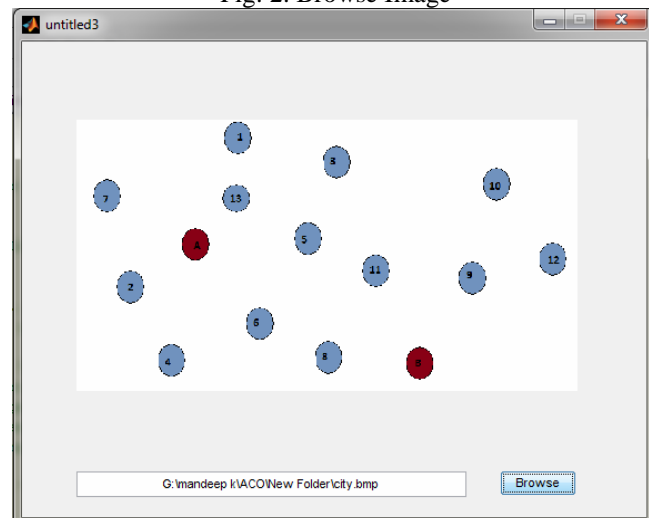 Fig. 2. Browse Image
untitled3
1
3
10
7
13
A
5
12
11
9
2
6
4
8
B
G:\mandeep k\ACO\New Folder\city.bmp
Browse